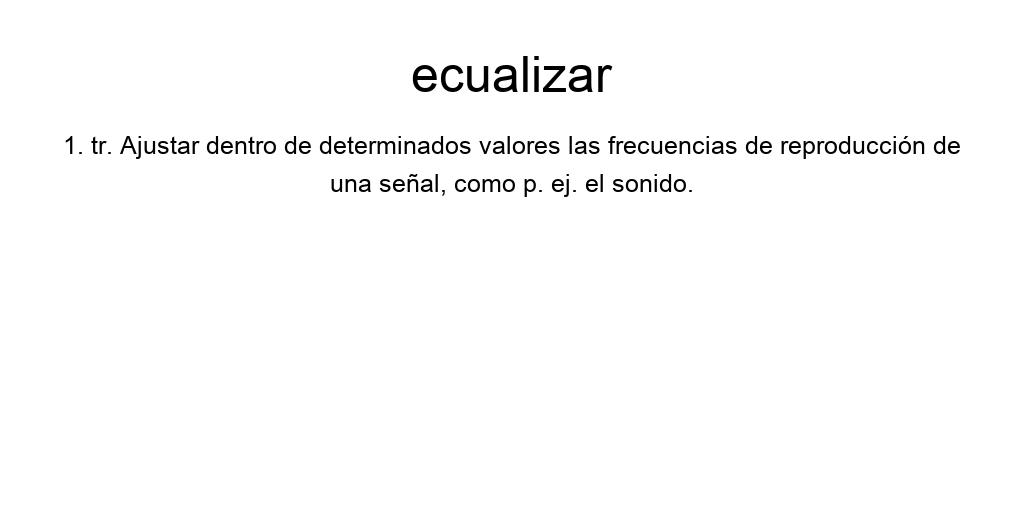 ecualizar
1. tr. Ajustar dentro de determinados valores las frecuencias de reproducción de
una señal, como p. ej. el sonido.